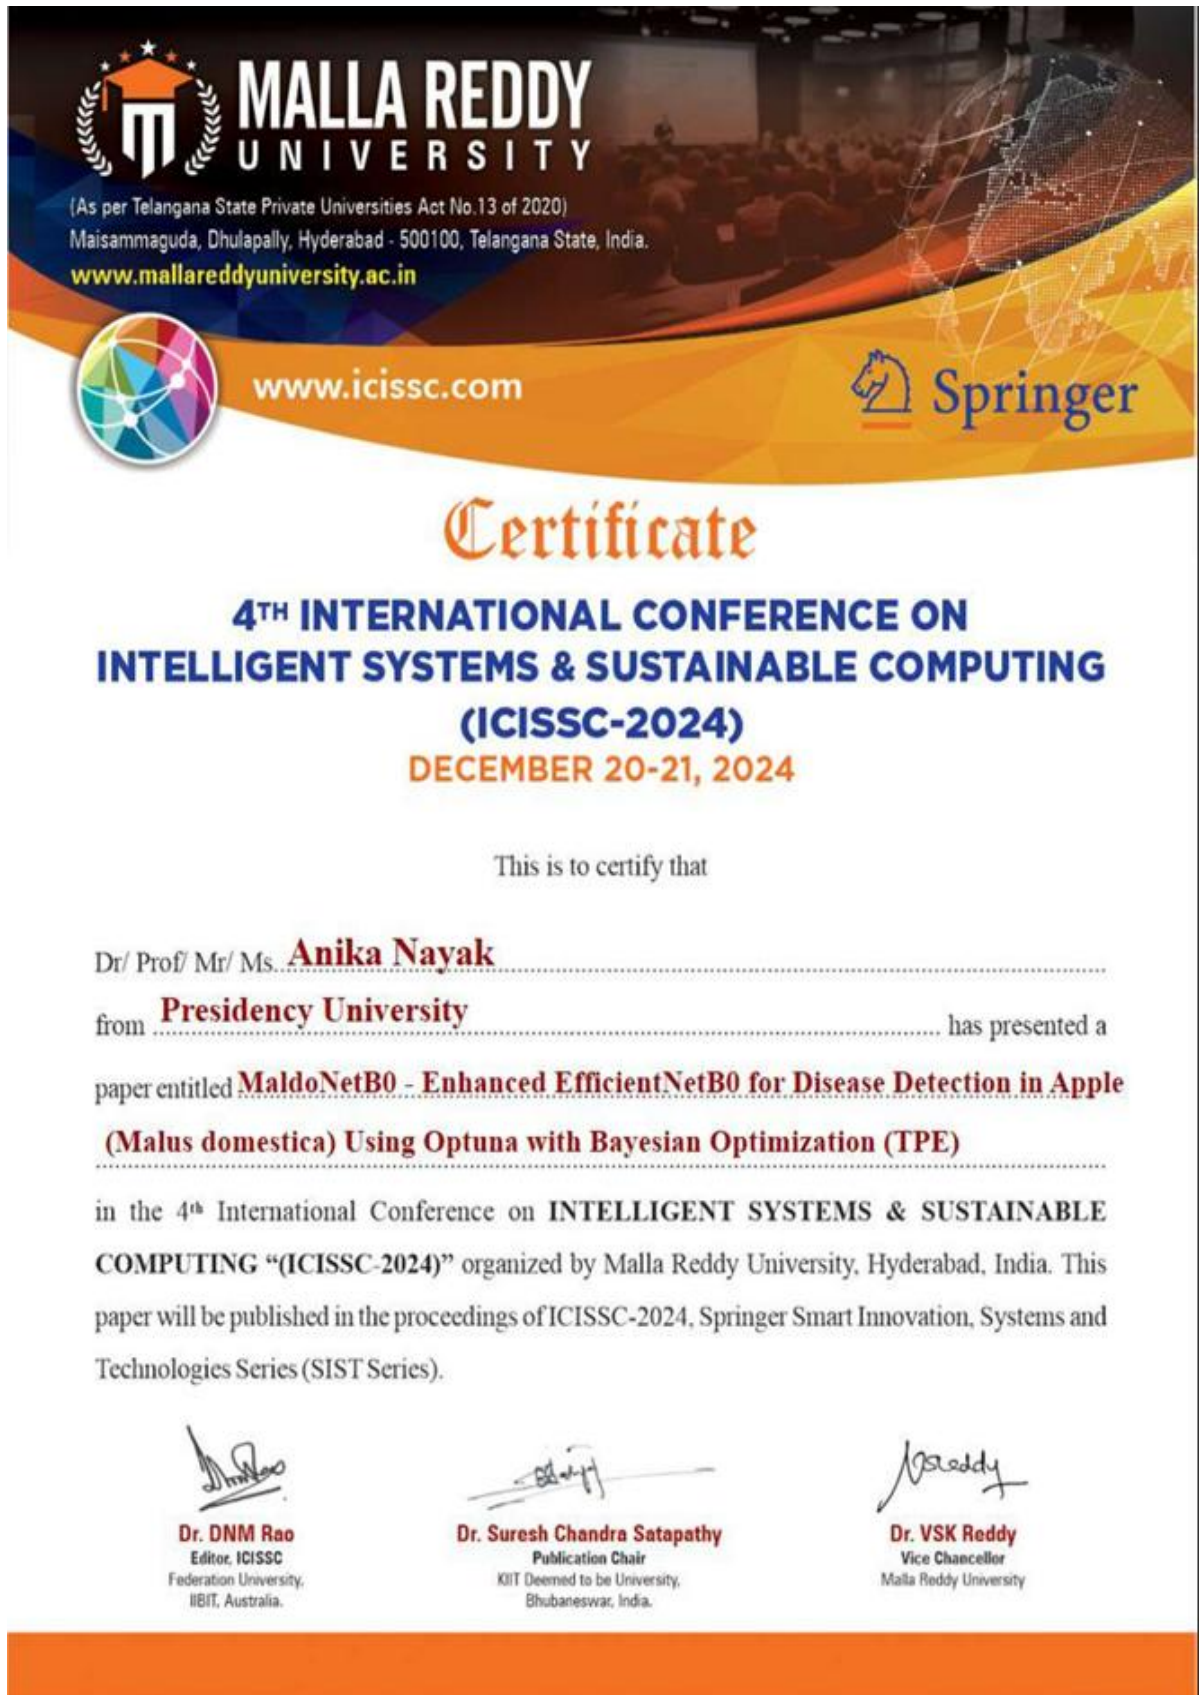 MALLA REDDY
UNIVERSITY
(As per Telangana State Private Universities Act No.13 of 2020)
Maisammaguda, Dhulapally, Hyderabad - 500100, Telangana State, India.
www.mallareddyuniversity.ac.in
www.icissc.com
Springer
Certificate
4TH INTERNATIONAL CONFERENCE ON
INTELLIGENT SYSTEMS & SUSTAINABLE COMPUTING
(ICISSC-2024)
DECEMBER 20-21, 2024
This is to certify that
Dr/ Prof/ Mr/ Ms. Anika Nayak
from Presidency University has presented a
paper entitled MaldoNetB0 - Enhanced EfficientNetB0 for Disease Detection in Apple
(Malus domestica) Using Optuna with Bayesian Optimization (TPE)
in the 4th International Conference on INTELLIGENT SYSTEMS & SUSTAINABLE
COMPUTING “(ICISSC-2024)” organized by Malla Reddy University, Hyderabad, India. This
paper will be published in the proceedings of ICISSC-2024, Springer Smart Innovation, Systems and
Technologies Series (SIST Series).
Dr. DNM Rao
Editor, ICISSC
Federation University,
IIBIT, Australia.
Dr. Suresh Chandra Satapathy
Publication Chair
KIIT Deemed to be University,
Bhubaneswar, India.
Dr. VSK Reddy
Vice Chancellor
Malla Reddy University